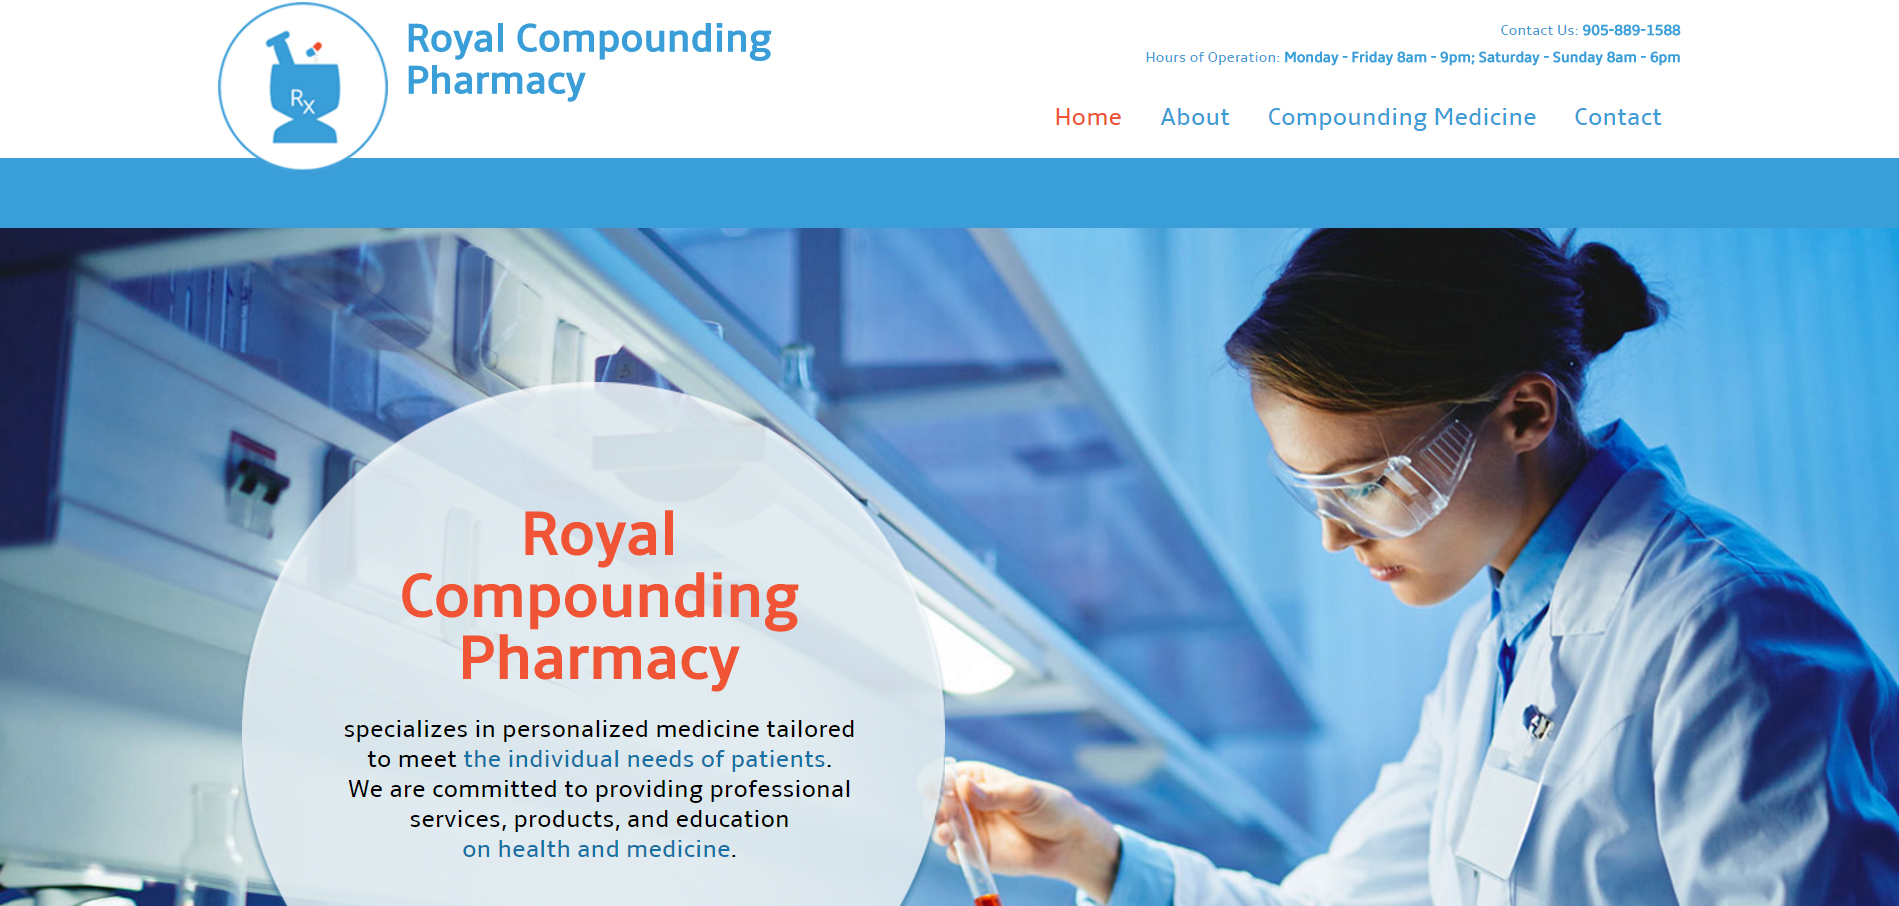 Royal Compounding
Pharmacy
Rx
Contact Us: 905-889-1588
Hours of Operation: Monday - Friday 8am - 9pm; Saturday - Sunday 8am - 6pm
Home About Compounding Medicine Contact
Royal
Compounding
Pharmacy
specializes in personalized medicine tailored
to meet the individual needs of patients.
We are committed to providing professional
services, products, and education
on health and medicine.